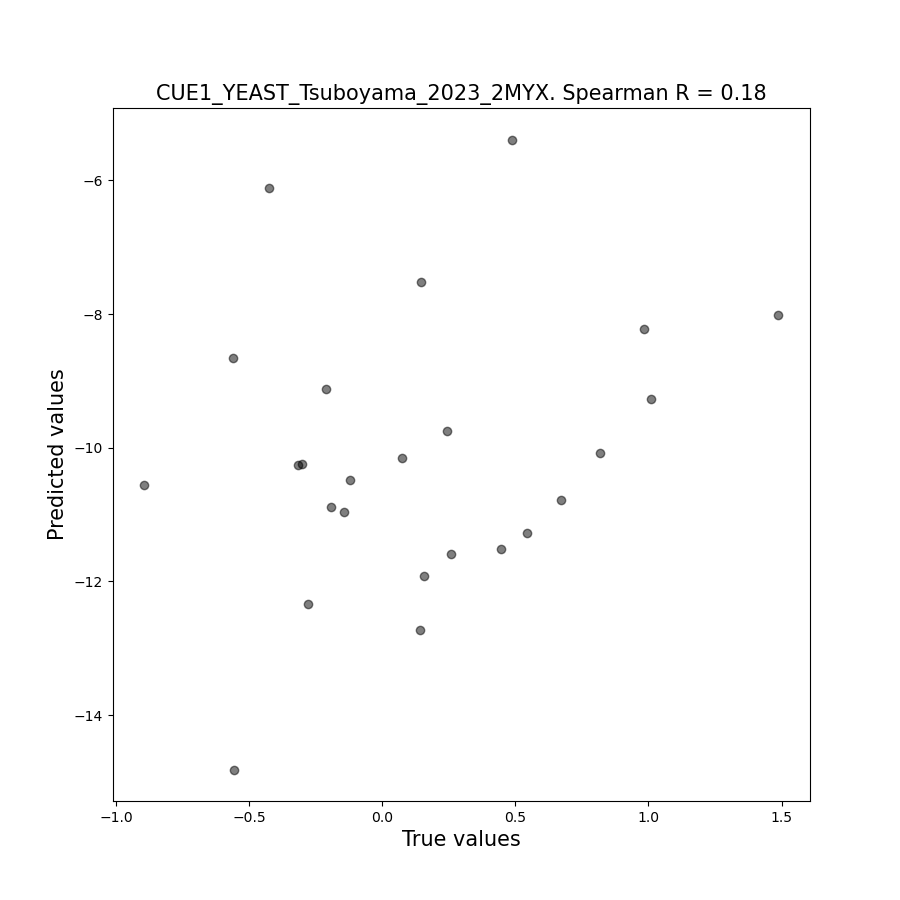 CUE1_YEAST_Tsuboyama_2023_2MYX. Spearman R = 0.18
−6
−8
−10
−12
−14
Predicted values
−1.0 −0.5 0.0 0.5 1.0 1.5
True values